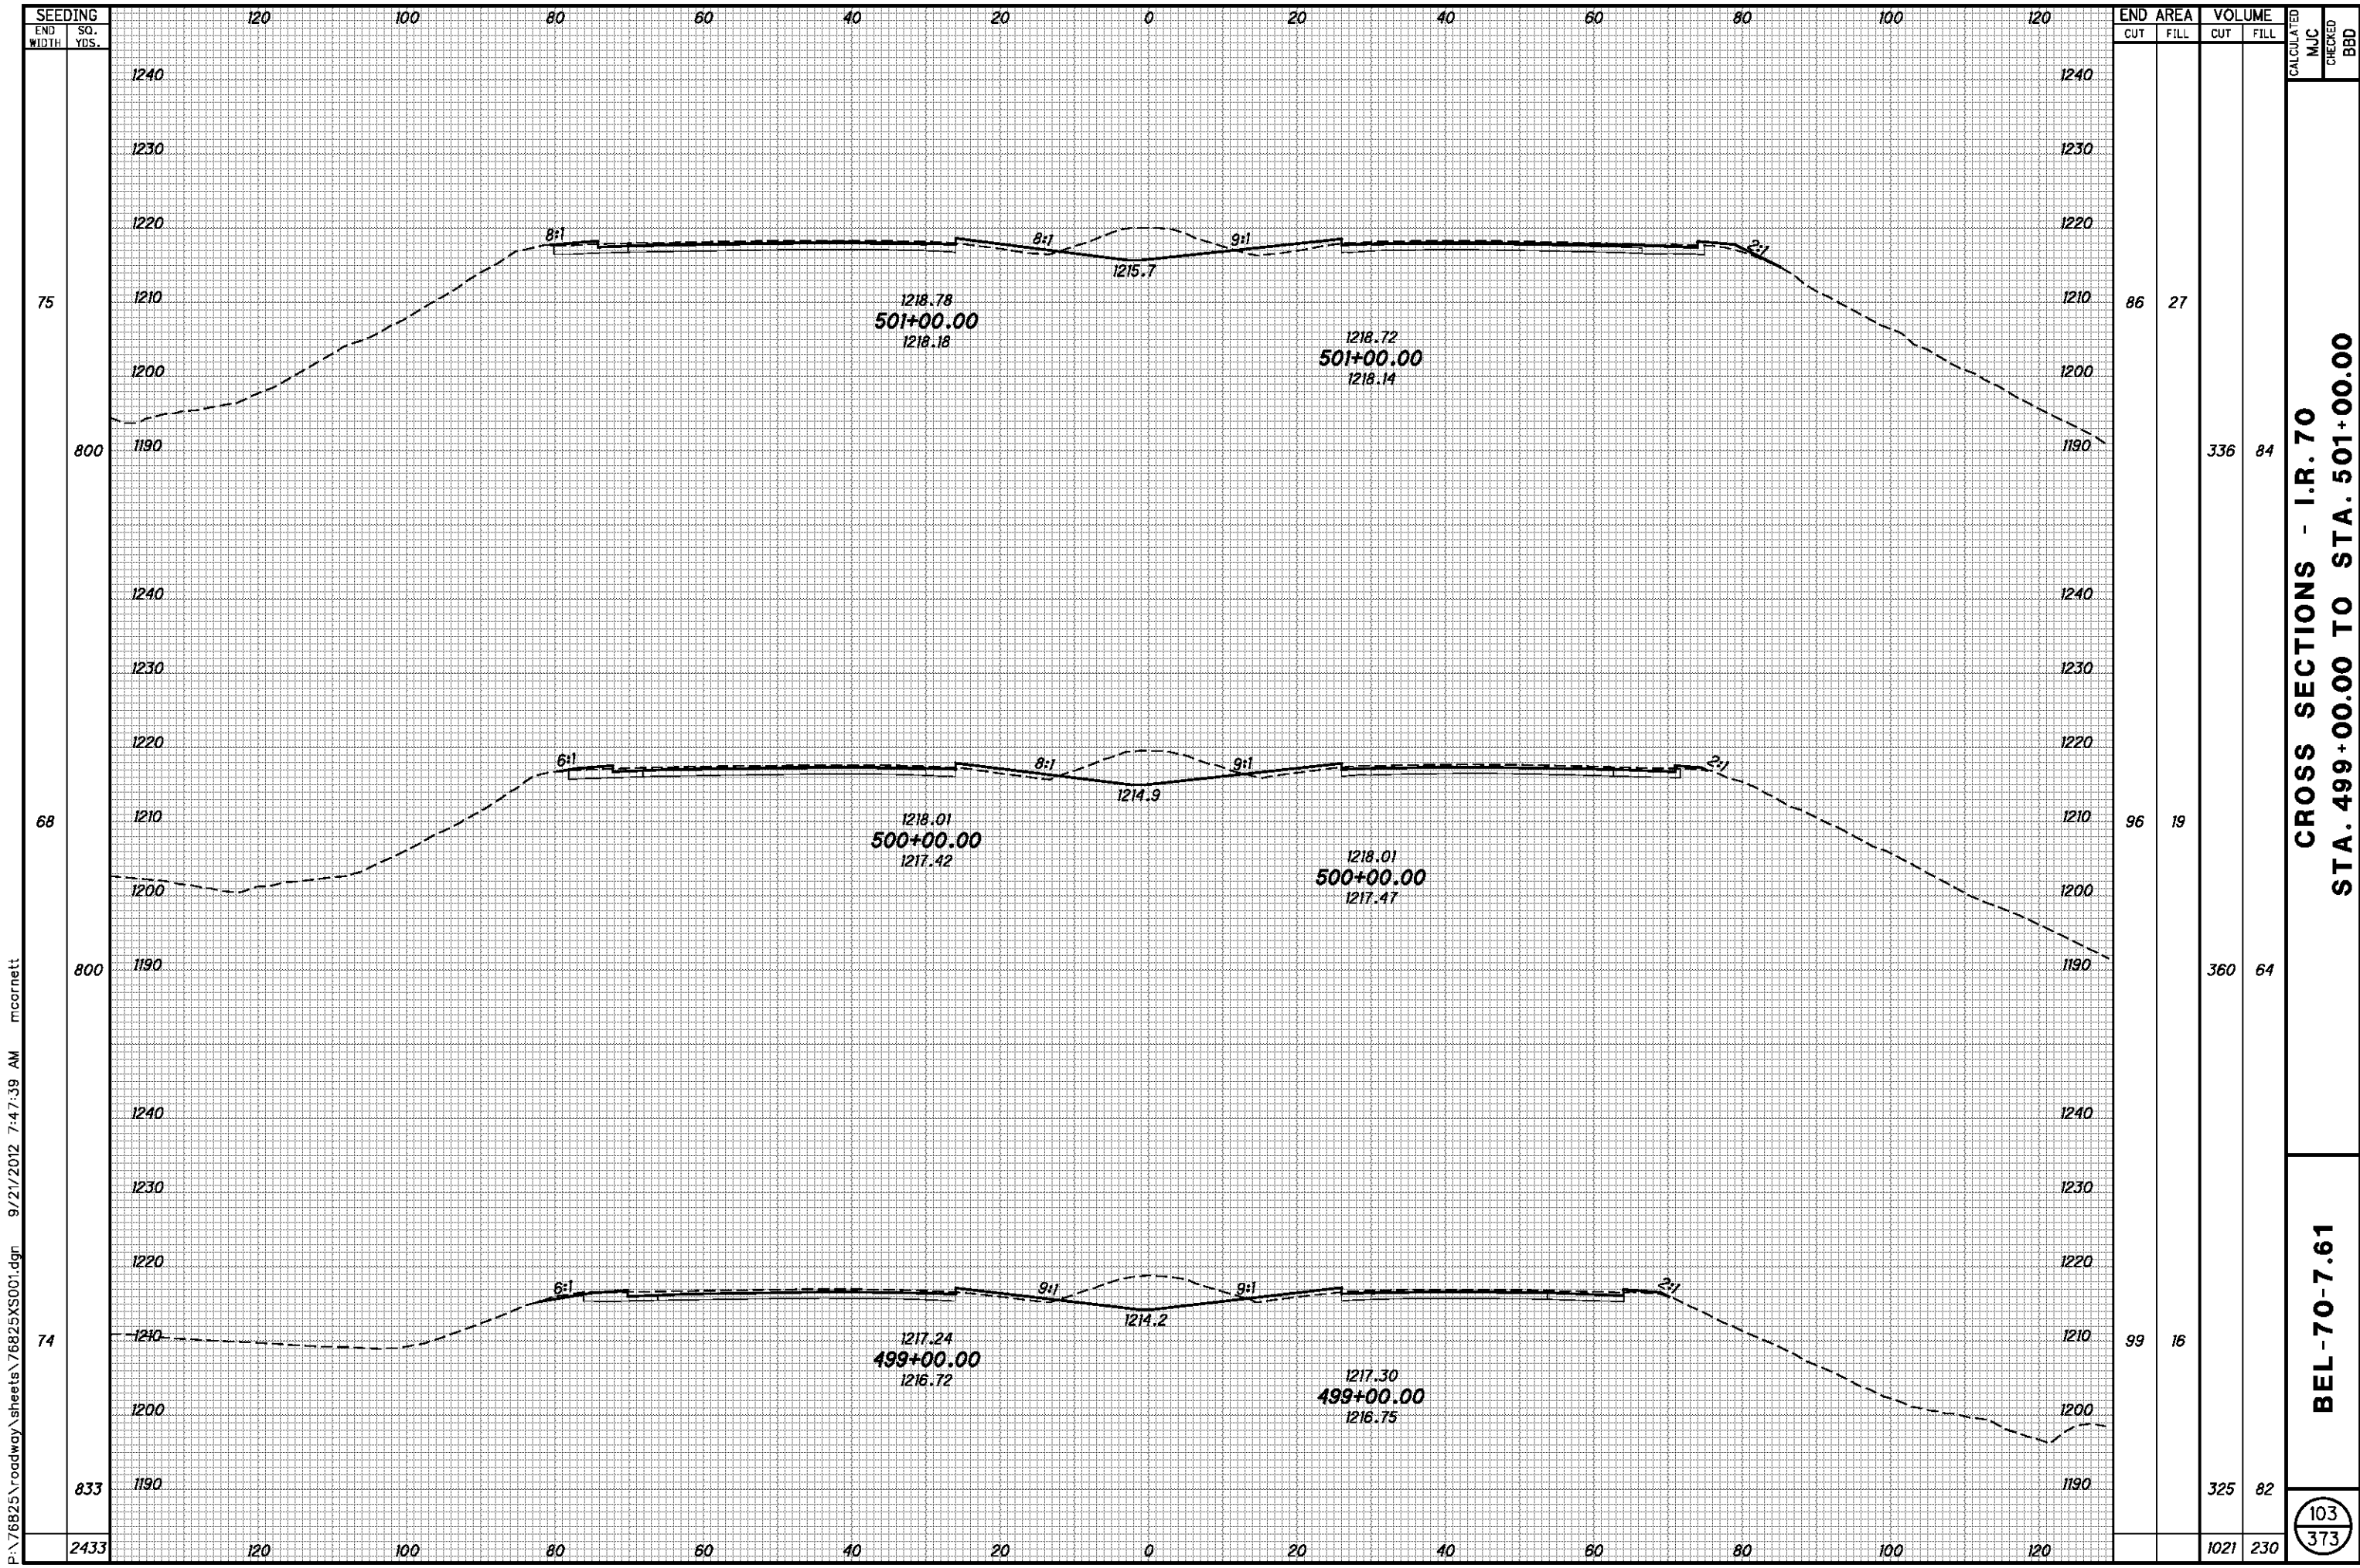 SEEDING
END WIDTH
SQ. YDS.
120 100 80 60 40 20 0 20 40 60 80 100 120
END AREA
VOLUME
CUT FILL CUT FILL
CALCULATED
MJC
CHECKED
BBD
1240 1240
1230 1230
1220 1220
8:1 8:1 9:1 2:1
1215.7
75 1210 1210 86 27
1218.78
501+00.00
1218.18
1218.72
501+00.00
1218.14
1200 1200
800 1190 1190 336 84
1240 1240
1230 1230
1220 1220
6:1 8:1 9:1 2:1
1214.9
68 1210 1210 96 19
1218.01
500+00.00
1217.42
1218.01
500+00.00
1217.47
1200 1200
800 1190 1190 360 64
1240 1240
1230 1230
1220 1220
6:1 9:1 9:1 2:1
1214.2
74 1210 1210 99 16
1217.24
499+00.00
1216.72
1217.30
499+00.00
1216.75
1200 1200
833 1190 1190 325 82
2433 120 100 80 60 40 20 0 20 40 60 80 100 120 1021 230
CROSS SECTIONS - I.R. 70
STA. 499+00.00 TO STA. 501+00.00
BEL-70-7.61
103
373
P:\76825\roadway\sheets\76825XS001.dgn 9/21/2012 7:47:39 AM mcornett